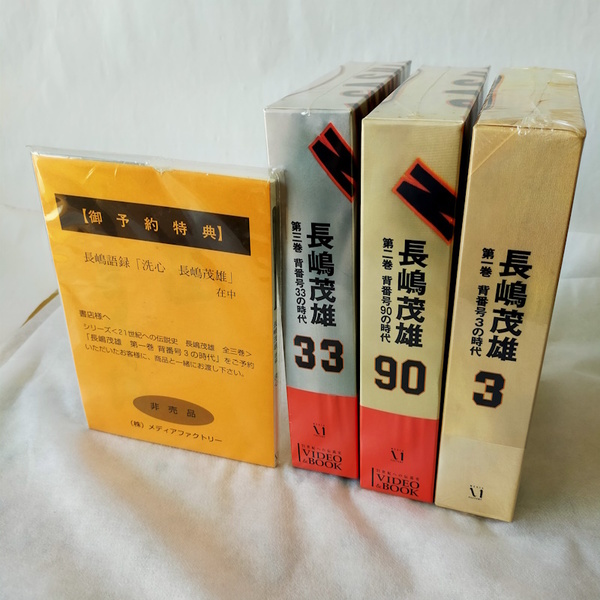 【御予約特典】
長嶋語録「洗心　長嶋茂雄」
在中
書店様へ
シリーズ<21世紀への伝説史　長嶋茂雄　全三巻>
「長嶋茂雄　第一巻 背番号3の時代」をご予約
いただいたお客様に、商品と一緒にお渡し下さい。
非売品
(株)メディアファクトリー
長嶋茂雄
第三巻 背番号33の時代
33
VIDEO
&BOOK
長嶋茂雄
第二巻 背番号90の時代
90
VIDEO
&BOOK
長嶋茂雄
第一巻 背番号3の時代
3